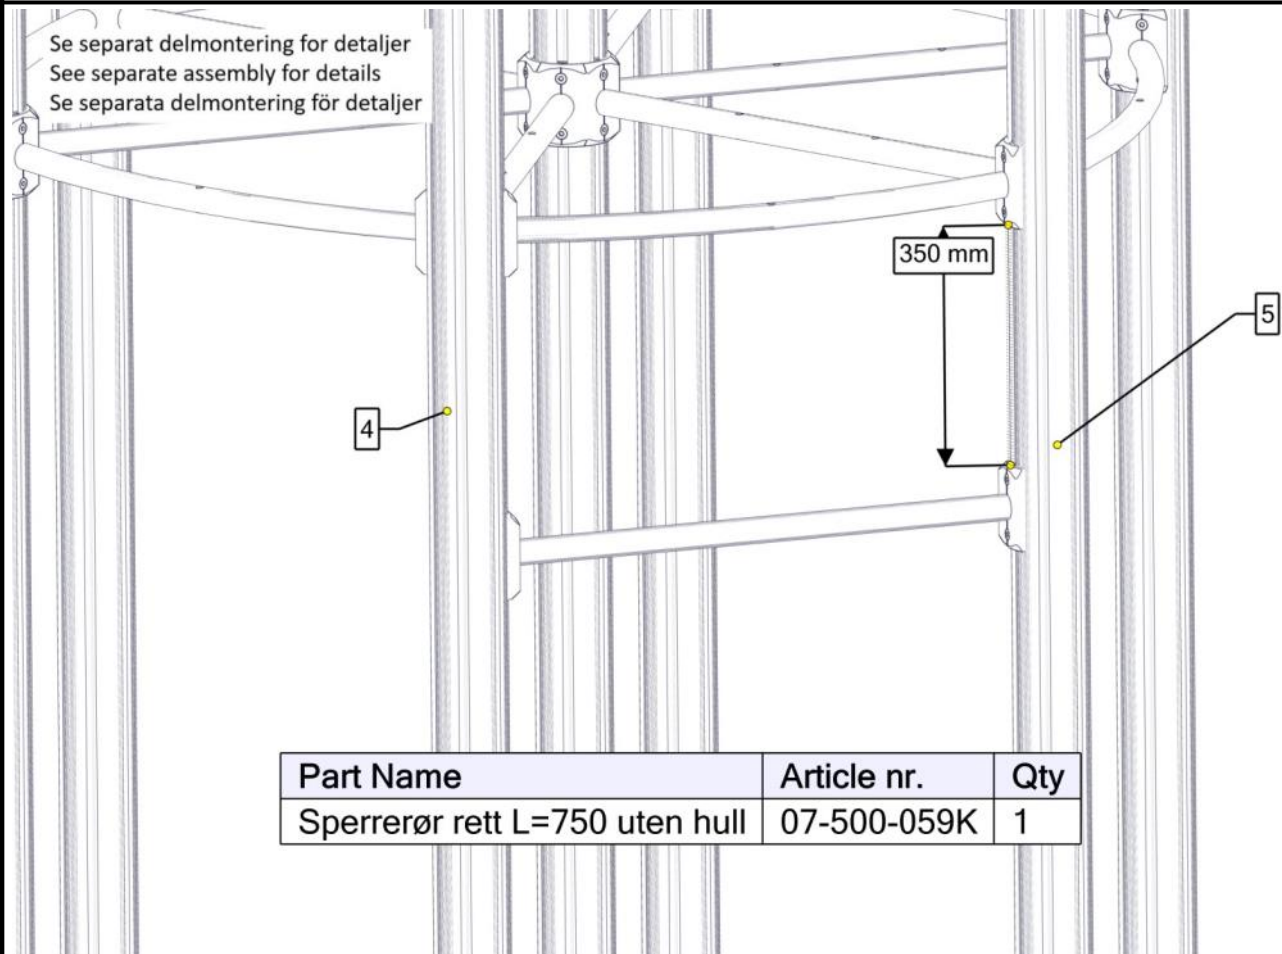 Se separat delmontering for detaljer
See separate assembly for details
Se separata delmontering för detaljer
350 mm
5
4
Part Name Article nr. Qty
Sperrerør rett L=750 uten hull 07-500-059K 1